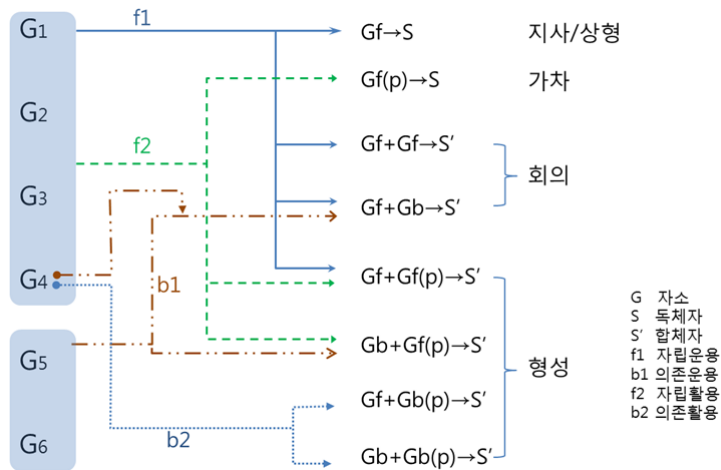 G1
f1
Gf→S
지사/상형
Gf(p)→S
가차
G2
f2
Gf+Gf→S′
회의
G3
Gf+Gb→S′
G4
b1
Gf+Gf(p)→S′
G 자소
S 독체자
S′ 합체자
f1 자립운용
b1 의존운용
f2 자립활용
b2 의존활용
G5
Gb+Gf(p)→S′
형성
Gf+Gb(p)→S′
b2
G6
Gb+Gb(p)→S′